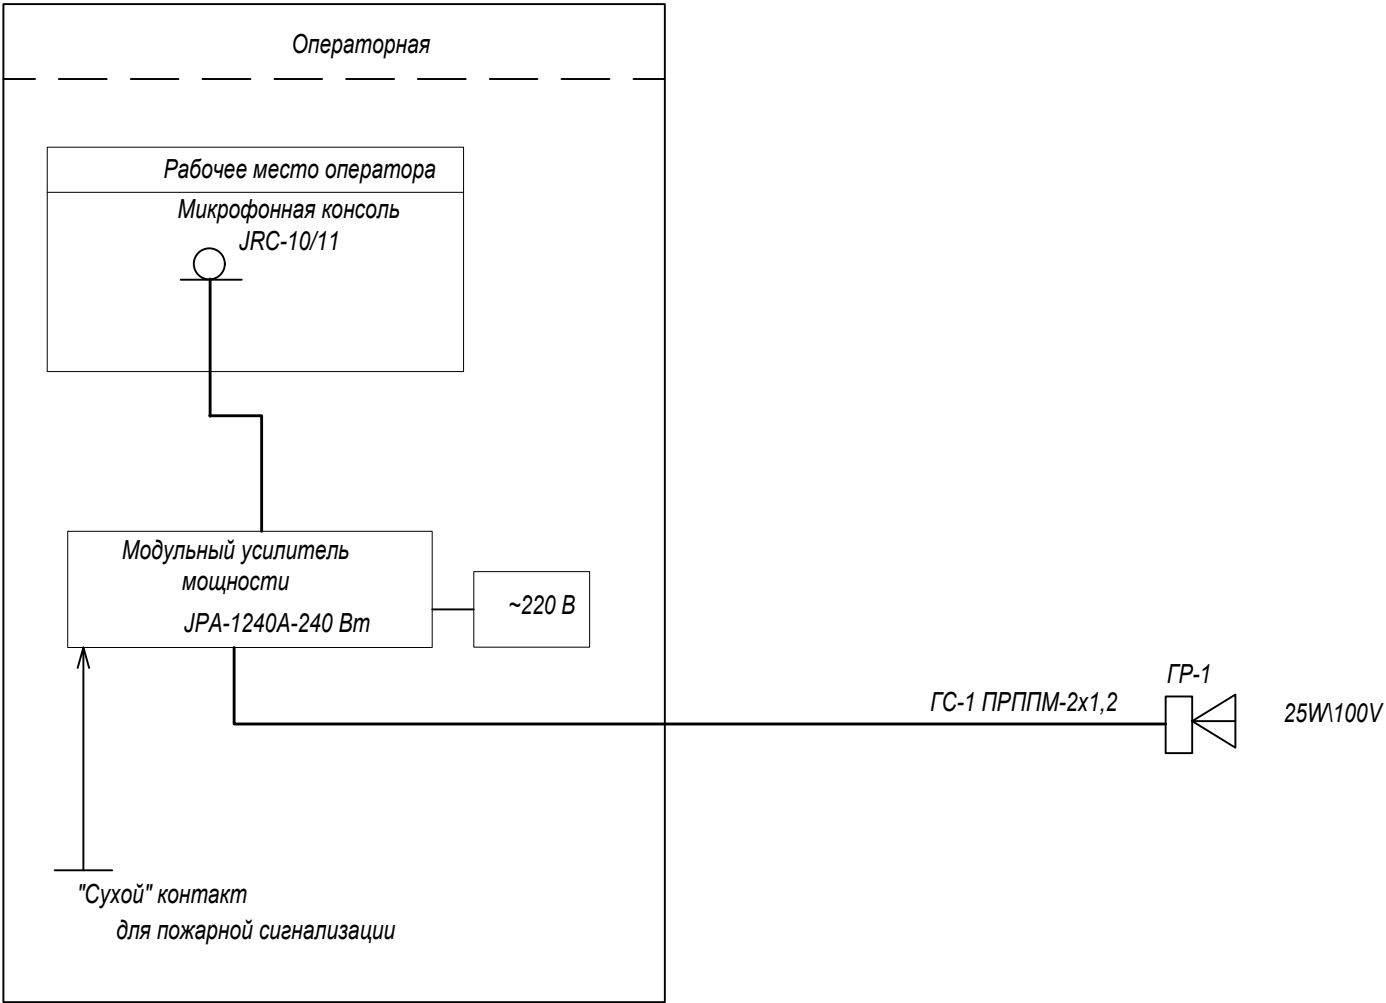 Операторная
Рабочее место оператора
Микрофонная консоль
JRC-10/11
Модульный усилитель
мощности
JPA-1240A-240 Вт
~220 В
ГР-1
ГС-1 ПРППМ-2х1,2
25W\100V
"Сухой" контакт
для пожарной сигнализации